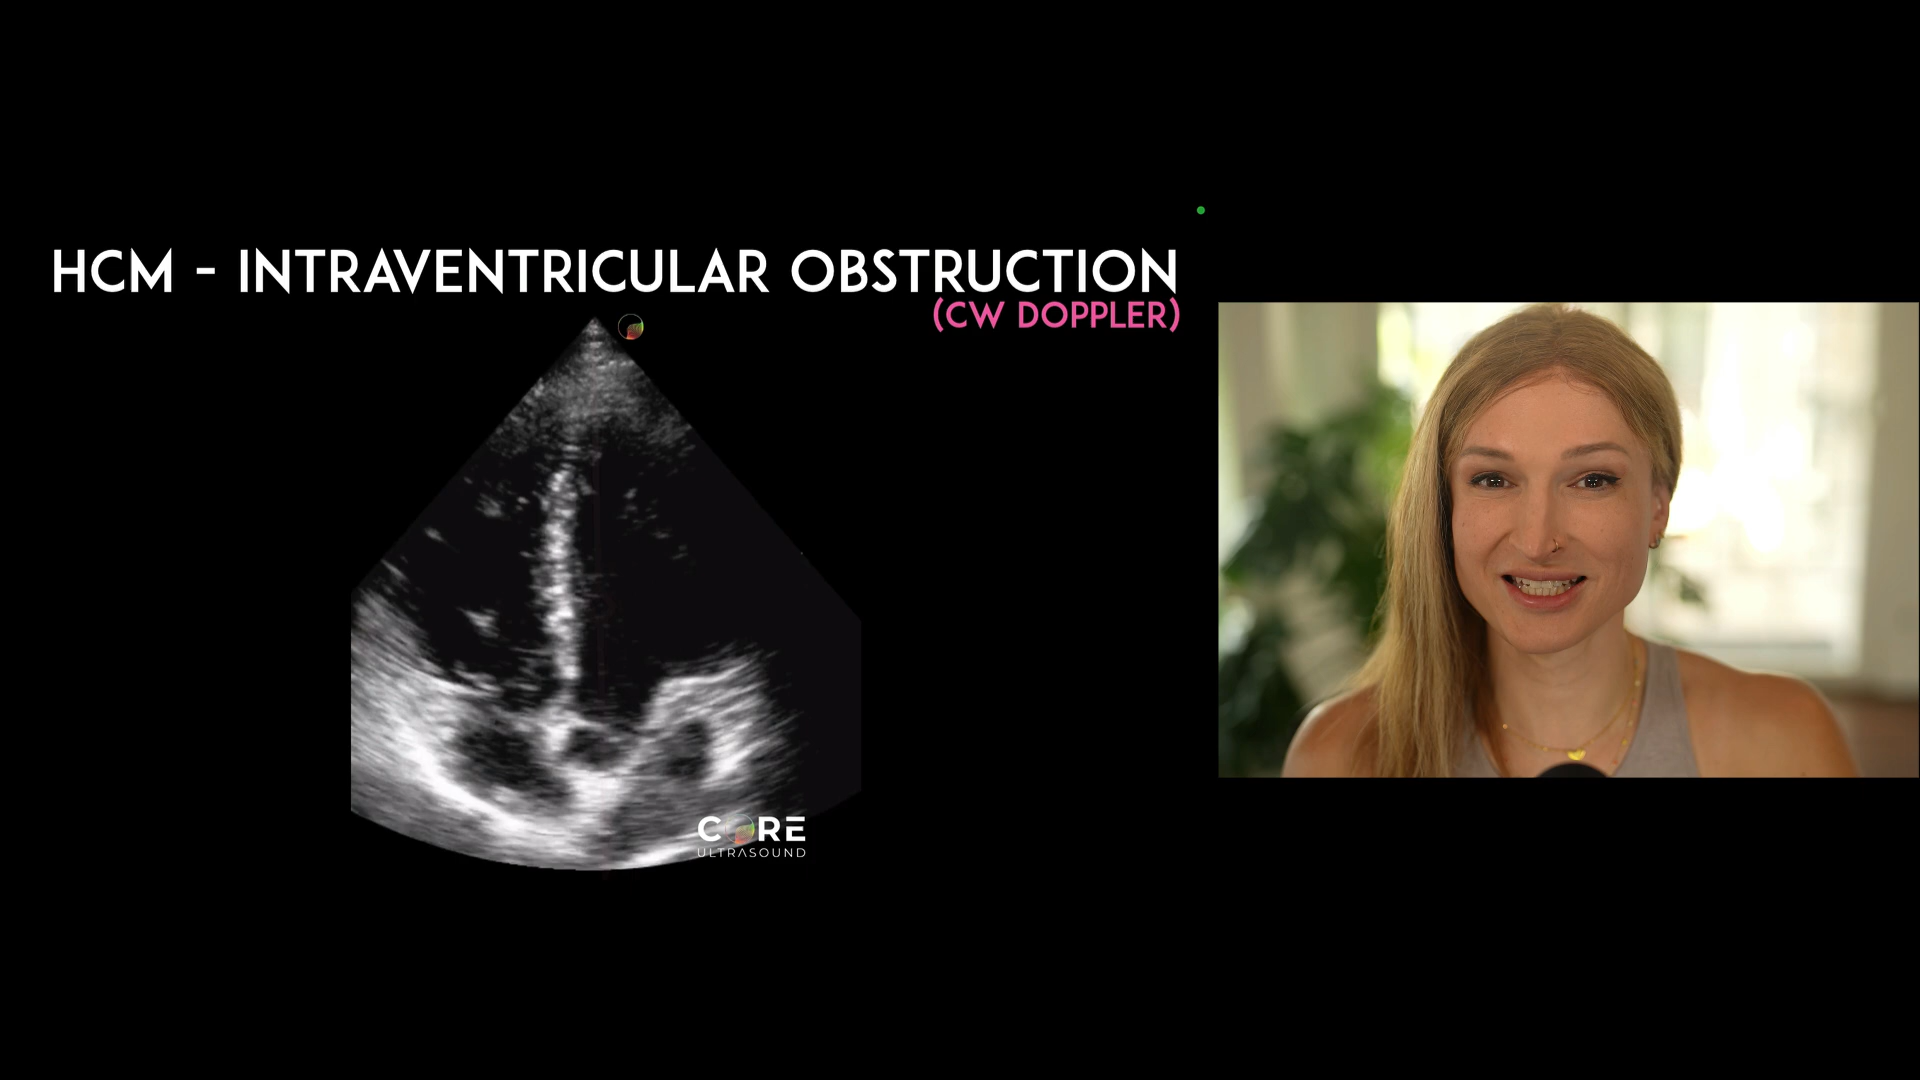 HCM - INTRAVENTRICULAR OBSTRUCTION
(CW DOPPLER)
CORE
ULTRASOUND